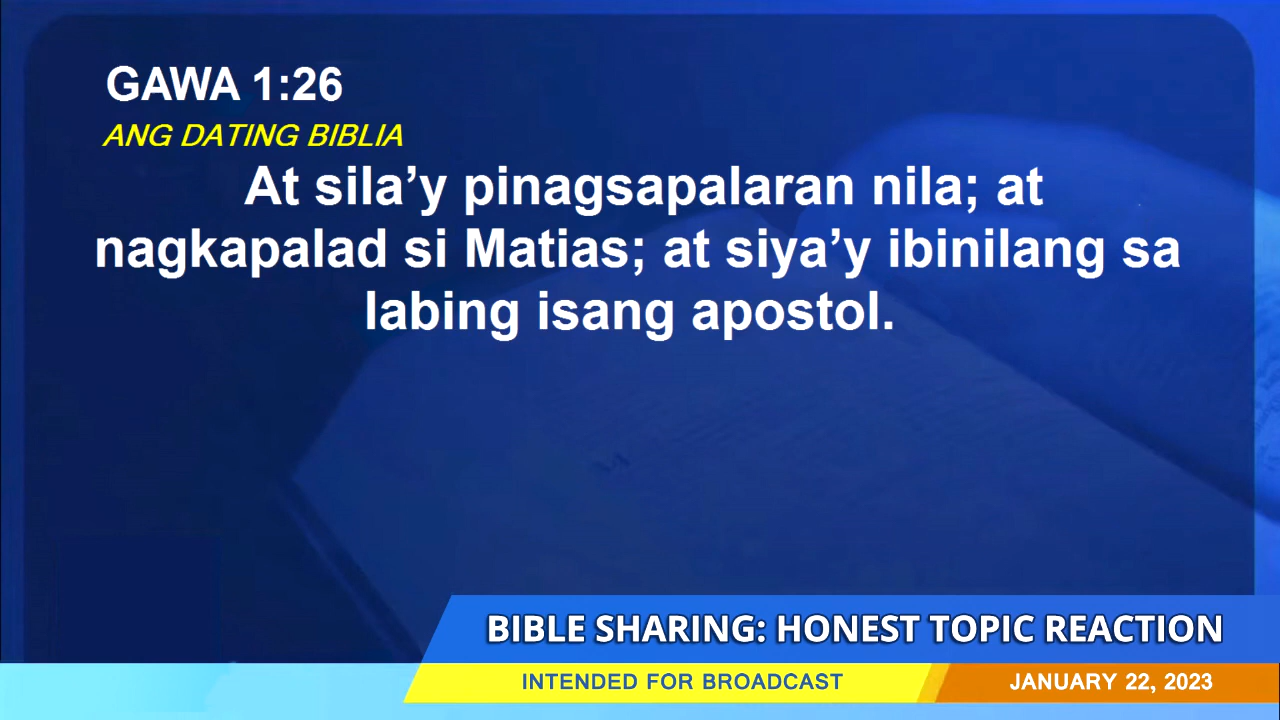 GAWA 1:26
ANG DATING BIBLIA
At sila’y pinagsapalaran nila; at
nagkapalad si Matias; at siya’y ibinilang sa
labing isang apostol.
BIBLE SHARING: HONEST TOPIC REACTION
INTENDED FOR BROADCAST
JANUARY 22, 2023